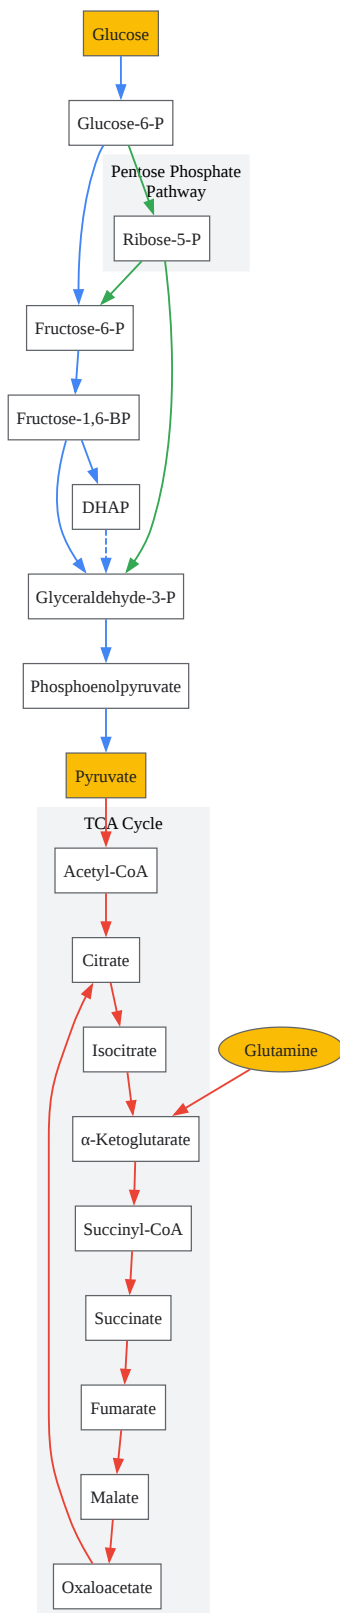 Glucose
Glucose-6-P
Pentose Phosphate
Pathway
Ribose-5-P
Fructose-6-P
Fructose-1,6-BP
DHAP
Glyceraldehyde-3-P
Phosphoenolpyruvate
Pyruvate
TCA Cycle
Acetyl-CoA
Citrate
Isocitrate
Glutamine
α-Ketoglutarate
Succinyl-CoA
Succinate
Fumarate
Malate
Oxaloacetate